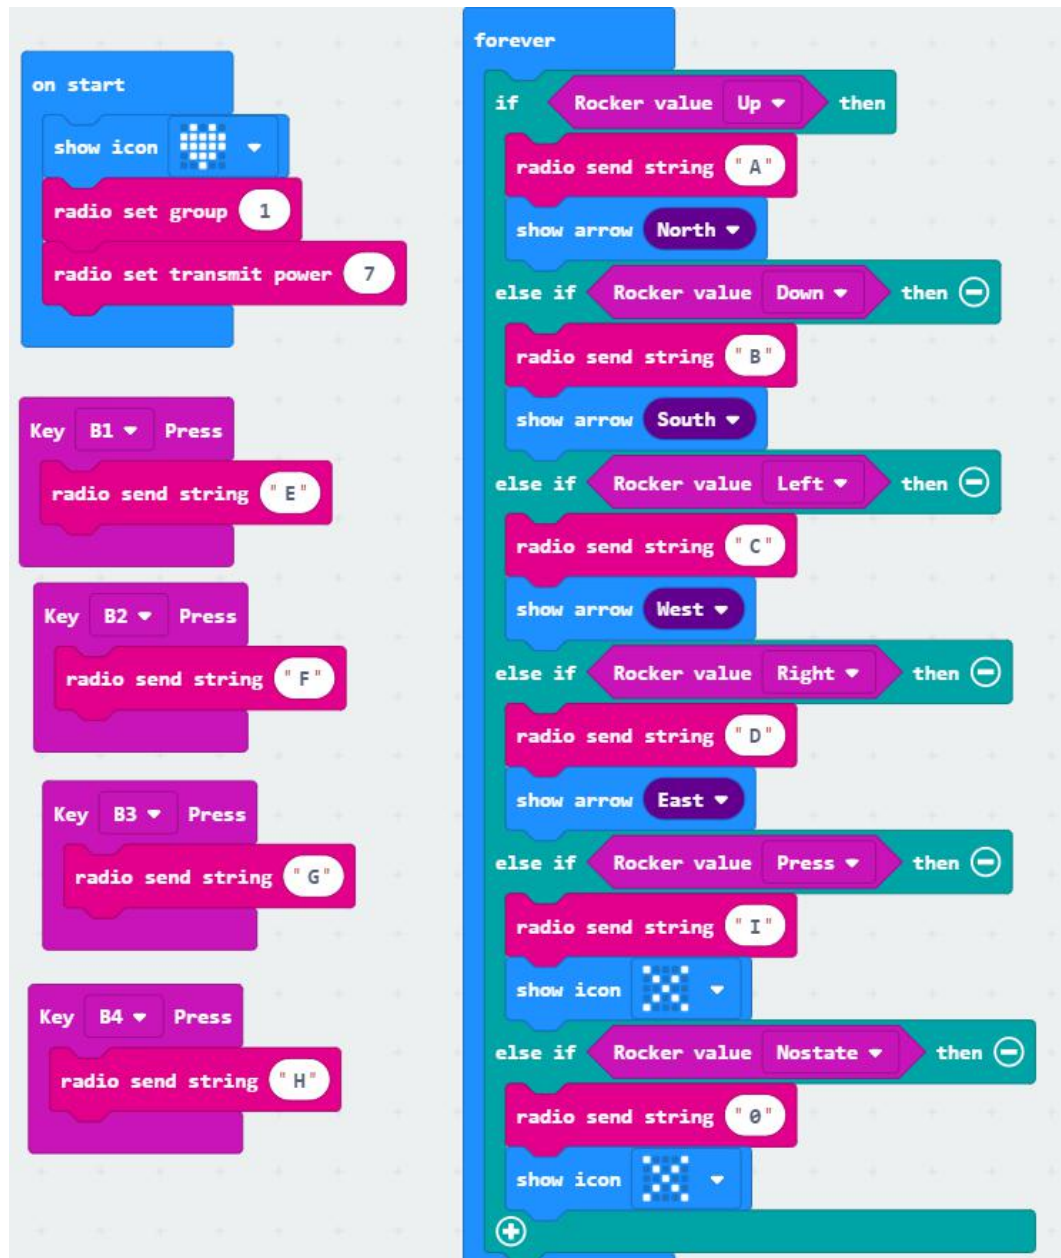 on start
show icon
radio set group 1
radio set transmit power 7
Key B1 Press
radio send string "E"
Key B2 Press
radio send string "F"
Key B3 Press
radio send string "G"
Key B4 Press
radio send string "H"
forever
if Rocker value Up then
radio send string "A"
show arrow North
else if Rocker value Down then
radio send string "B"
show arrow South
else if Rocker value Left then
radio send string "C"
show arrow West
else if Rocker value Right then
radio send string "D"
show arrow East
else if Rocker value Press then
radio send string "I"
show icon
else if Rocker value Nostate then
radio send string "0"
show icon